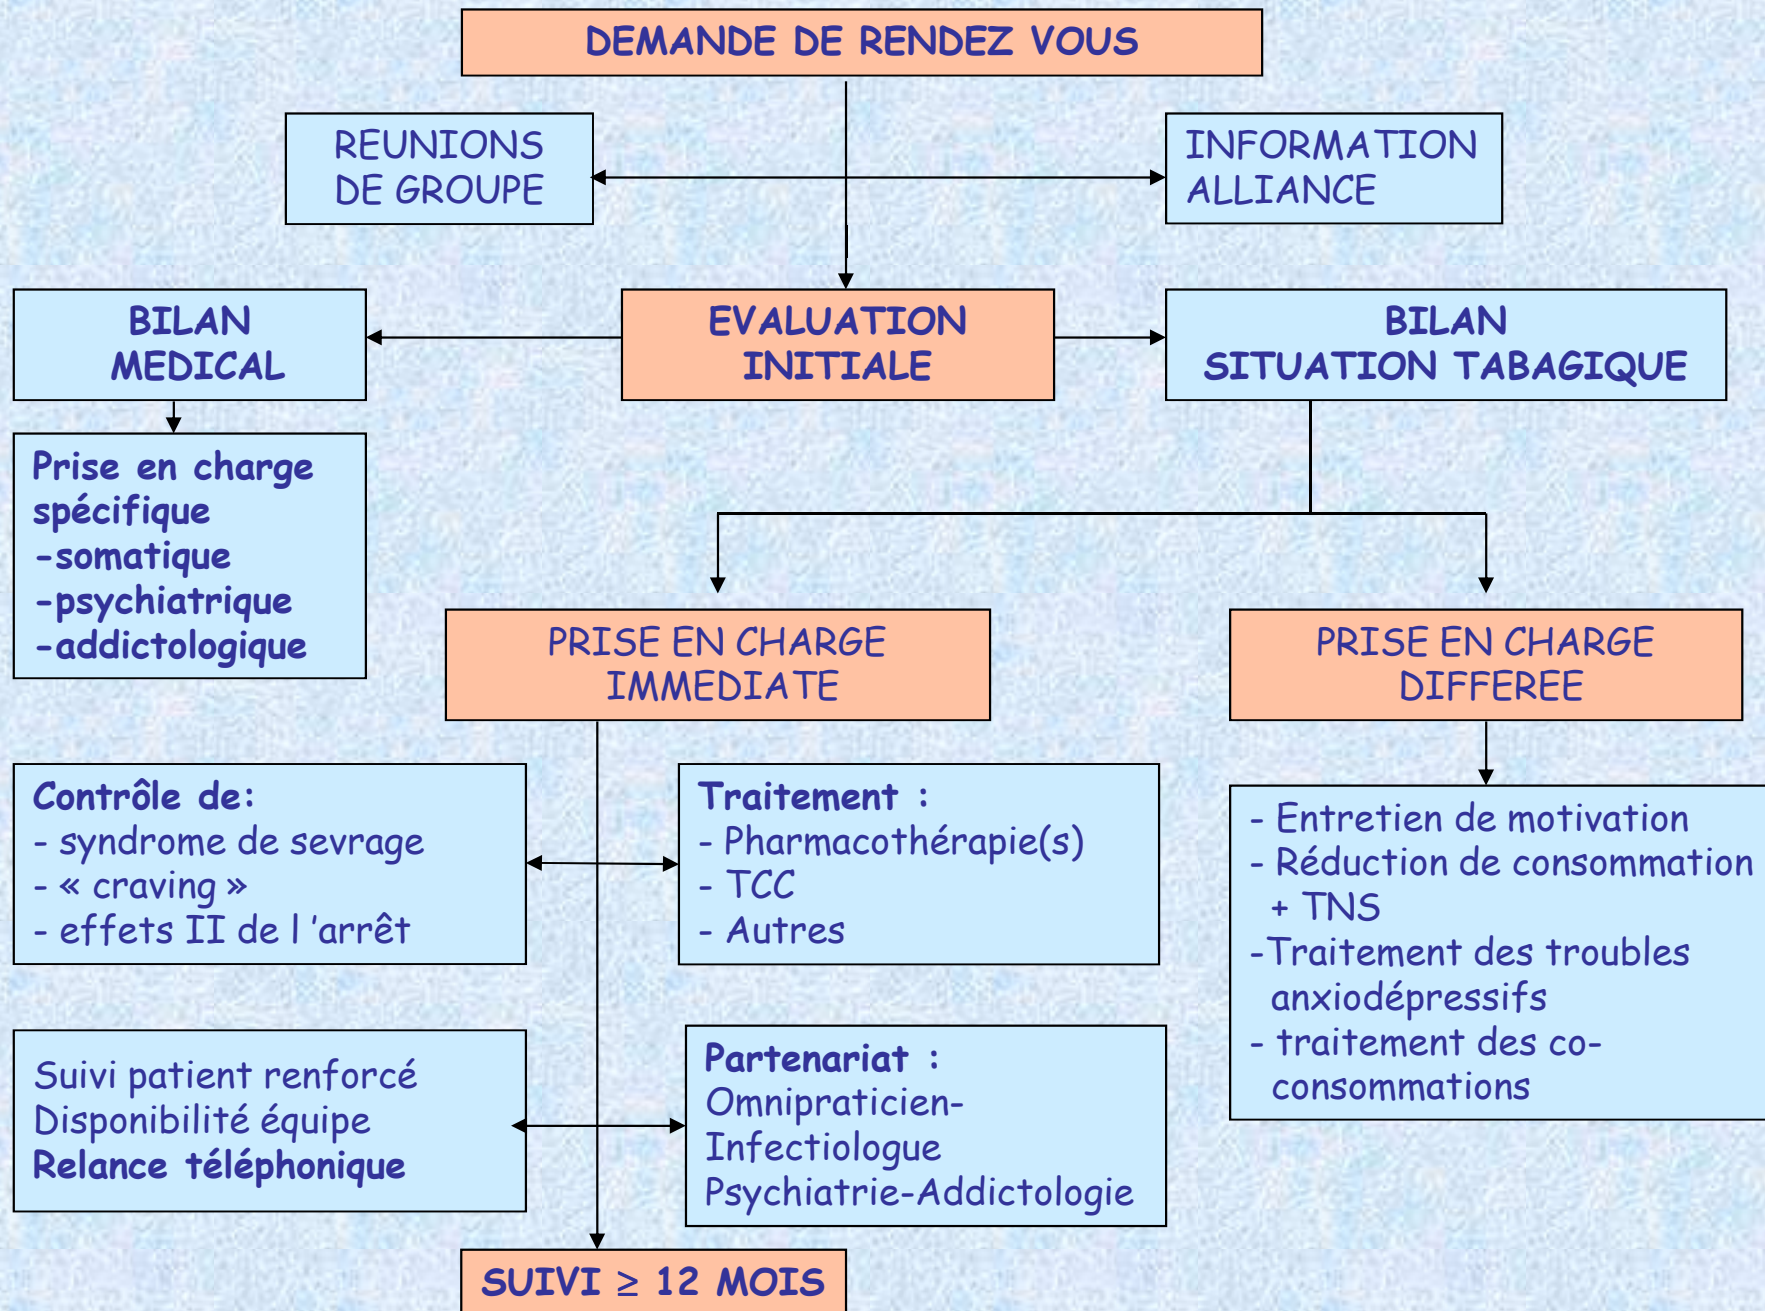 DEMANDE DE RENDEZ VOUS
REUNIONS
DE GROUPE
INFORMATION
ALLIANCE
BILAN
MEDICAL
EVALUATION
INITIALE
BILAN
SITUATION TABAGIQUE
Prise en charge
spécifique
-somatique
-psychiatrique
-addictologique
PRISE EN CHARGE
IMMEDIATE
PRISE EN CHARGE
DIFFEREE
Contrôle de:
- syndrome de sevrage
- « craving »
- effets II de l ’arrêt
Traitement :
- Pharmacothérapie(s)
- TCC
- Autres
- Entretien de motivation
- Réduction de consommation
+ TNS
-Traitement des troubles
anxiodépressifs
- traitement des co-
consommations
Suivi patient renforcé
Disponibilité équipe
Relance téléphonique
Partenariat :
Omnipraticien-
Infectiologue
Psychiatrie-Addictologie
SUIVI ≥ 12 MOIS